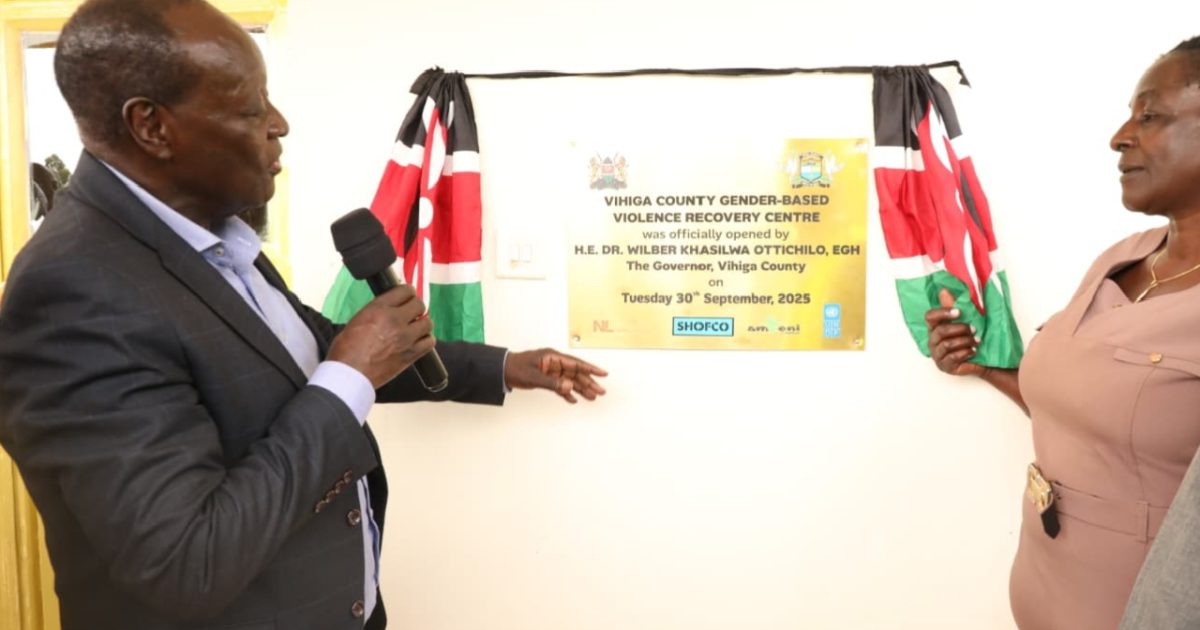 VIHIGA COUNTY GENDER-BASED
VIOLENCE RECOVERY CENTRE
was officially opened by
H.E. DR. WILBER KHASILWA OTTICHILO, EGH
The Governor, Vihiga County
on
Tuesday 30th September, 2025
NL SHOFCO